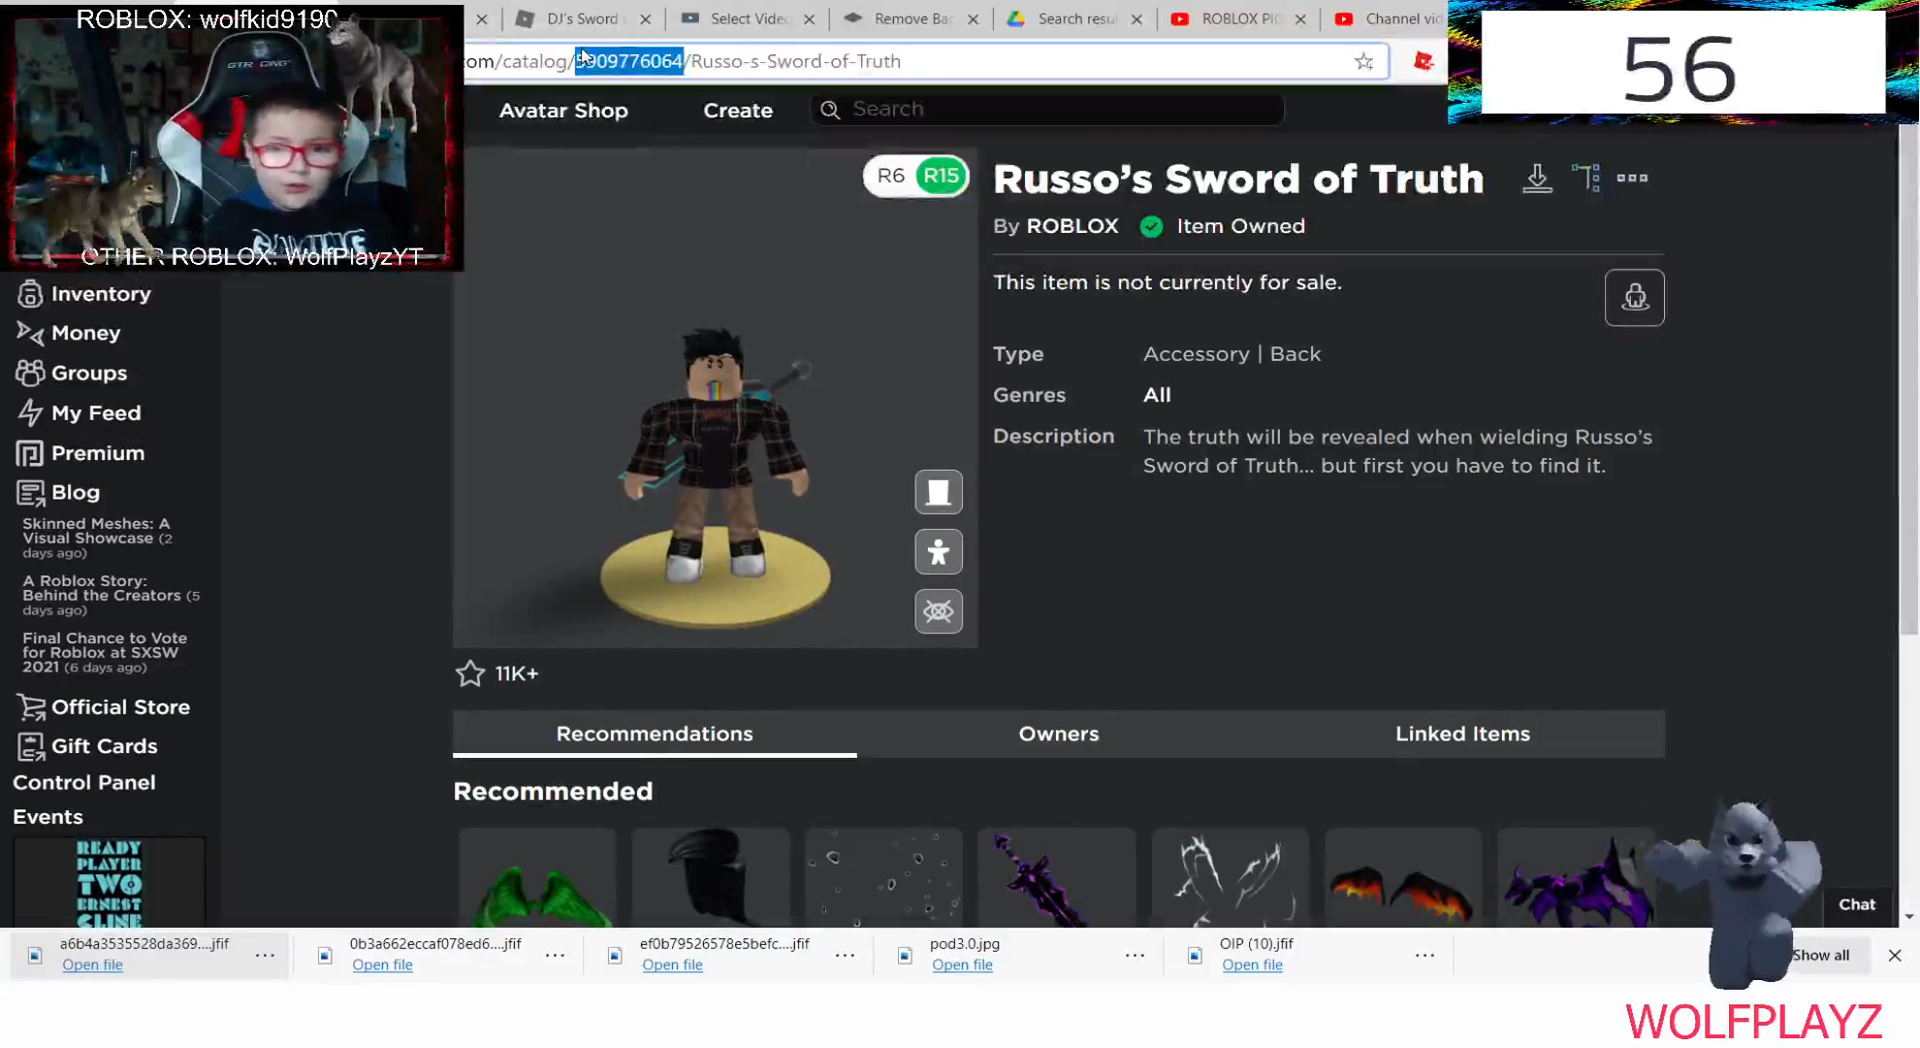 ROBLOX: wolfkid9190
GTRACING
OTHER ROBLOX: WolfPlayzYT
DJ's Sword
Select Vide
Remove Ba
Search resu
ROBLOX PI
Channel vid
om/catalog/5909776064/Russo-s-Sword-of-Truth
56
Avatar Shop
Create
Search
Inventory
Money
Groups
My Feed
Premium
Blog
Skinned Meshes: A
Visual Showcase (2
days ago)
A Roblox Story:
Behind the Creators (5
days ago)
Final Chance to Vote
for Roblox at SXSW
2021 (6 days ago)
Official Store
Gift Cards
Control Panel
Events
READY
PLAYER
TWO
ERNEST
CLINE
R6 R15
11K+
Russo's Sword of Truth
By ROBLOX Item Owned
This item is not currently for sale.
Type Accessory | Back
Genres All
Description The truth will be revealed when wielding Russo's
Sword of Truth... but first you have to find it.
Recommendations
Owners
Linked Items
Recommended
Chat
a6b4a3535528da369....jfif
Open file
0b3a662eccaf078ed6....jfif
Open file
ef0b79526578e5befc....jfif
Open file
pod3.0.jpg
Open file
OIP (10).jfif
Open file
Show all
WOLFPLAYZ